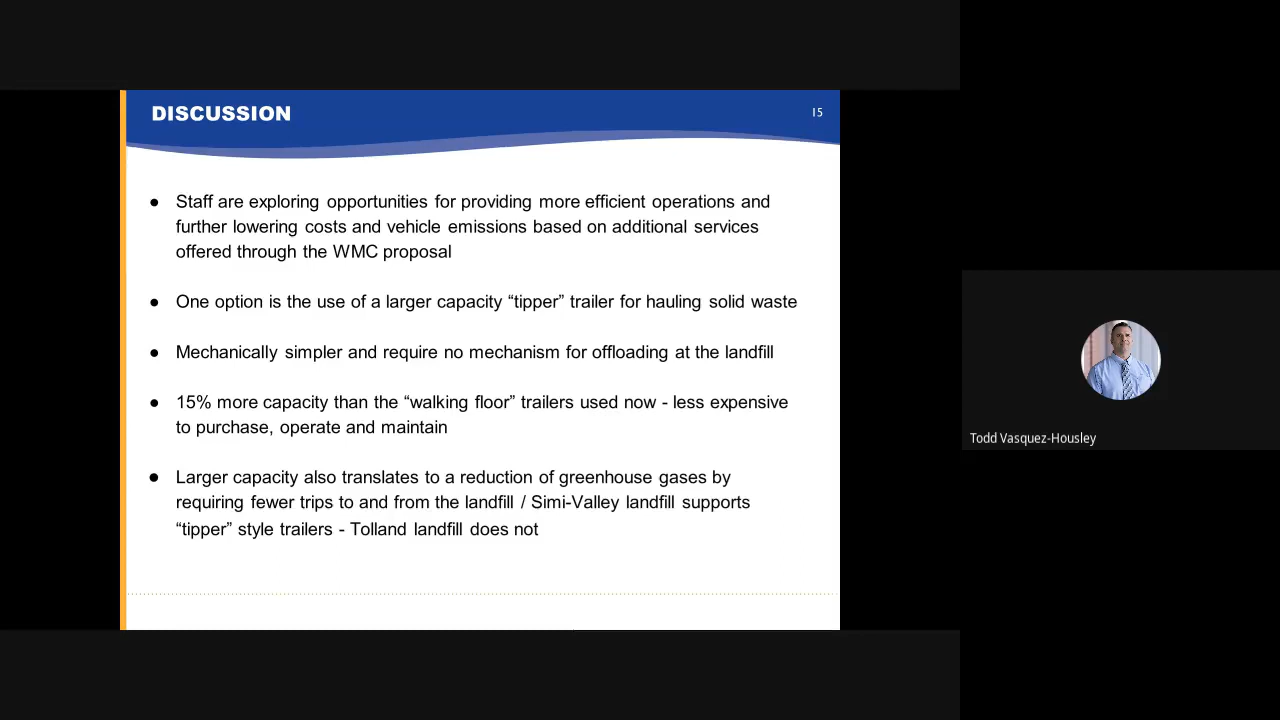 DISCUSSION
15
● Staff are exploring opportunities for providing more efficient operations and
further lowering costs and vehicle emissions based on additional services
offered through the WMC proposal
● One option is the use of a larger capacity “tipper” trailer for hauling solid waste
● Mechanically simpler and require no mechanism for offloading at the landfill
● 15% more capacity than the “walking floor” trailers used now - less expensive
to purchase, operate and maintain
● Larger capacity also translates to a reduction of greenhouse gases by
requiring fewer trips to and from the landfill / Simi-Valley landfill supports
“tipper” style trailers - Tolland landfill does not
Todd Vasquez-Housley